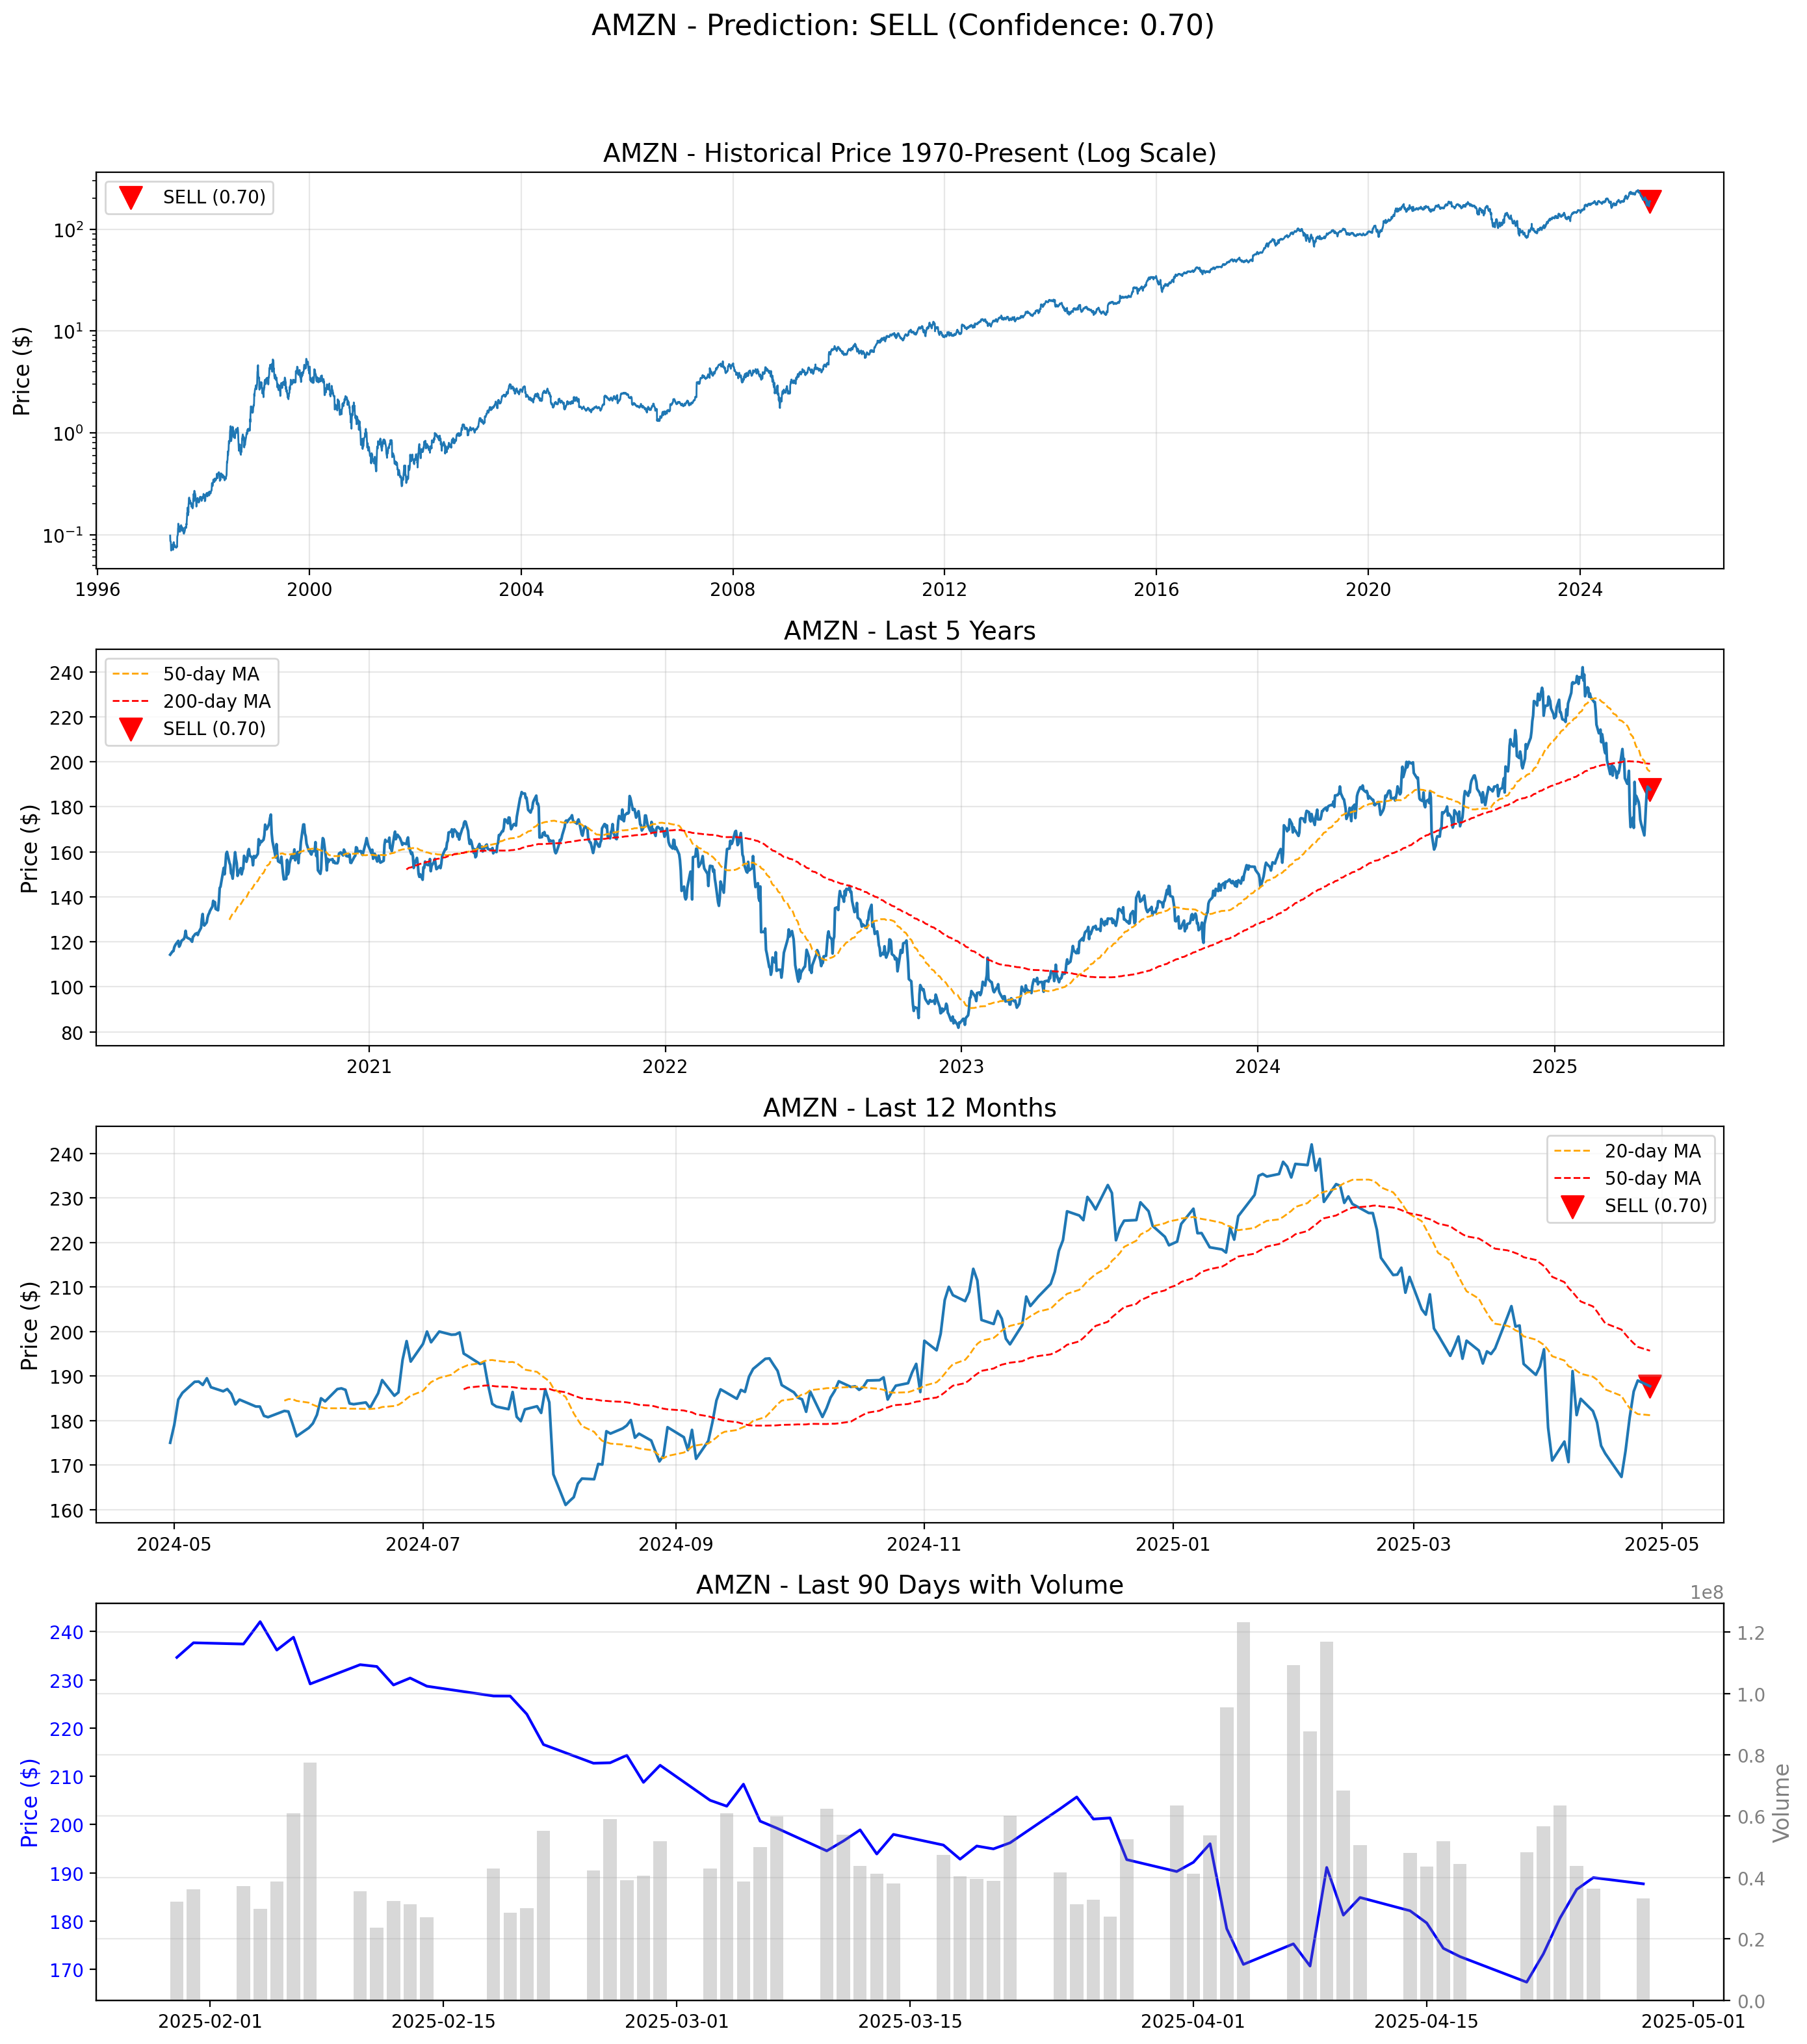 AMZN - Prediction: SELL (Confidence: 0.70)
AMZN - Historical Price 1970-Present (Log Scale)
SELL (0.70)
Price ($)
10²
10¹
10⁰
10⁻¹
1996 2000 2004 2008 2012 2016 2020 2024
AMZN - Last 5 Years
50-day MA
200-day MA
SELL (0.70)
Price ($)
240
220
200
180
160
140
120
100
80
2021 2022 2023 2024 2025
AMZN - Last 12 Months
20-day MA
50-day MA
SELL (0.70)
Price ($)
240
230
220
210
200
190
180
170
160
2024-05 2024-07 2024-09 2024-11 2025-01 2025-03 2025-05
AMZN - Last 90 Days with Volume
1e8
Price ($)
240
230
220
210
200
190
180
170
1.2
1.0
0.8
0.6
0.4
0.2
0.0
Volume
2025-02-01 2025-02-15 2025-03-01 2025-03-15 2025-04-01 2025-04-15 2025-05-01